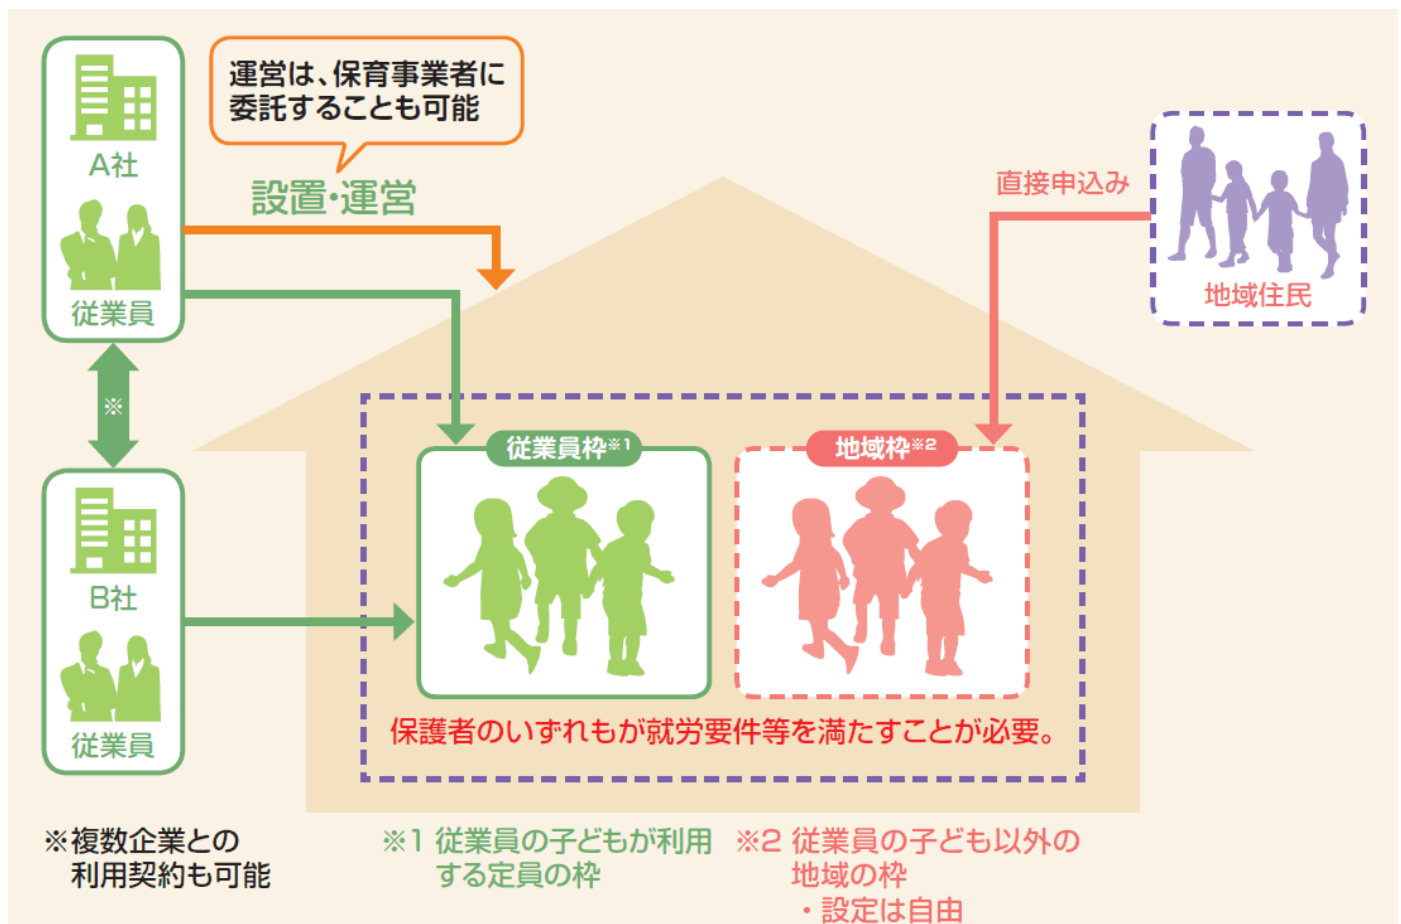 運営は、保育事業者に
委託することも可能
A社
設置・運営
従業員
直接申込み
地域住民
※
従業員枠※1
地域枠※2
B社
従業員
保護者のいずれもが就労要件等を満たすことが必要。
※複数企業との
利用契約も可能
※1 従業員の子どもが利用
する定員の枠
※2 従業員の子ども以外の
地域の枠
・設定は自由